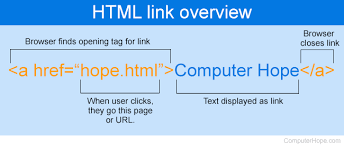 HTML link overview
Browser finds opening tag for link
Browser
closes link
<a href="hope.html">Computer Hope</a>
When user clicks,
they go this page
or URL.
Text displayed as link
ComputerHope.com